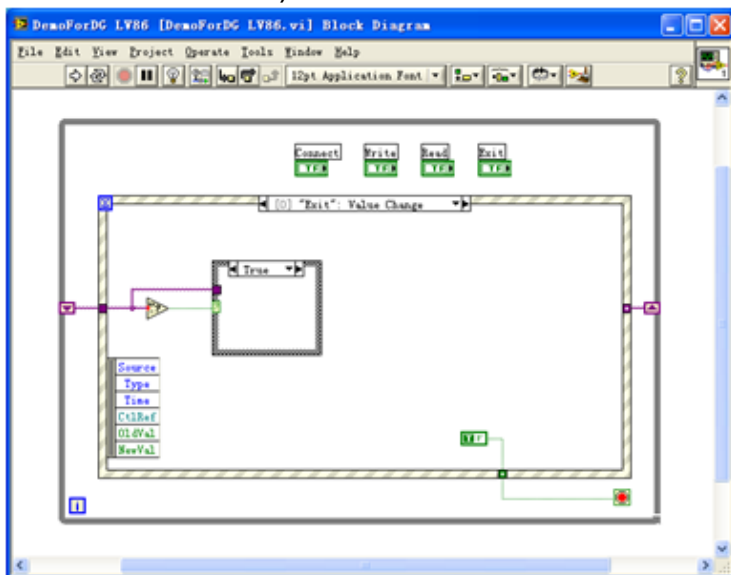 DemoForDG LV86 [DemoForDG LV86.vi] Block Diagram
File Edit View Project Operate Tools Window Help
12pt Application Font
Connect Write Read Exit
TF TF TF TF
[0] "Exit": Value Change
True
Source
Type
Time
CtlRef
OldVal
NewVal
i